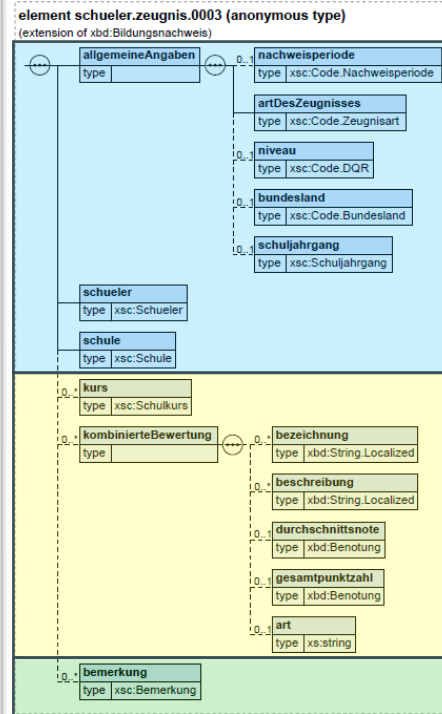 element schueler.zeugnis.0003 (anonymous type)
(extension of xbd:Bildungsnachweis)
allgemeineAngaben
type
0..1
nachweisperiode
type xsc:Code.Nachweisperiode
artDesZeugnisses
type xsc:Code.Zeugnisart
0..1
niveau
type xsc:Code.DQR
0..1
bundesland
type xsc:Code.Bundesland
0..1
schuljahrgang
type xsc:Schuljahrgang
schueler
type xsc:Schueler
schule
type xsc:Schule
0..*
kurs
type xsc:Schulkurs
0..*
kombinierteBewertung
type
0..*
bezeichnung
type xbd:String.Localized
0..*
beschreibung
type xbd:String.Localized
0..1
durchschnittsnote
type xbd:Benotung
0..1
gesamtpunktzahl
type xbd:Benotung
0..1
art
type xs:string
0..*
bemerkung
type xsc:Bemerkung